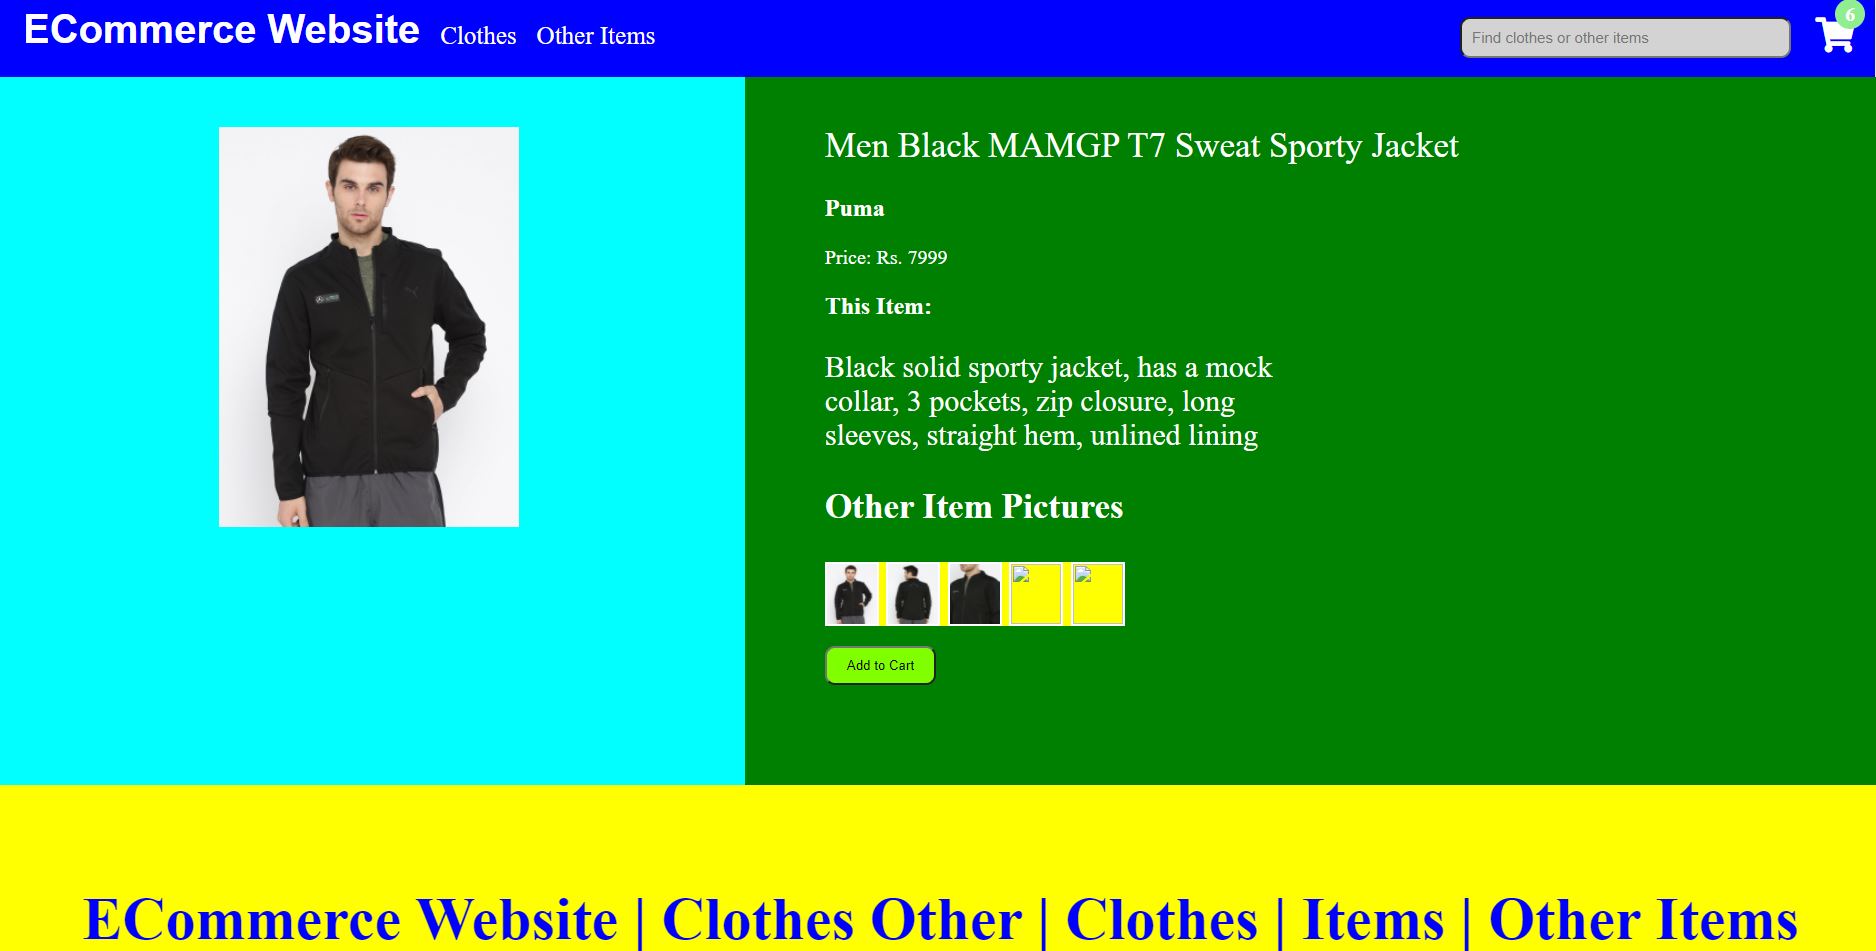 ECommerce Website
Clothes
Other Items
Find clothes or other items
6
Men Black MAMGP T7 Sweat Sporty Jacket
Puma
Price: Rs. 7999
This Item:
Black solid sporty jacket, has a mock
collar, 3 pockets, zip closure, long
sleeves, straight hem, unlined lining
Other Item Pictures
Add to Cart
ECommerce Website | Clothes Other | Clothes | Items | Other Items